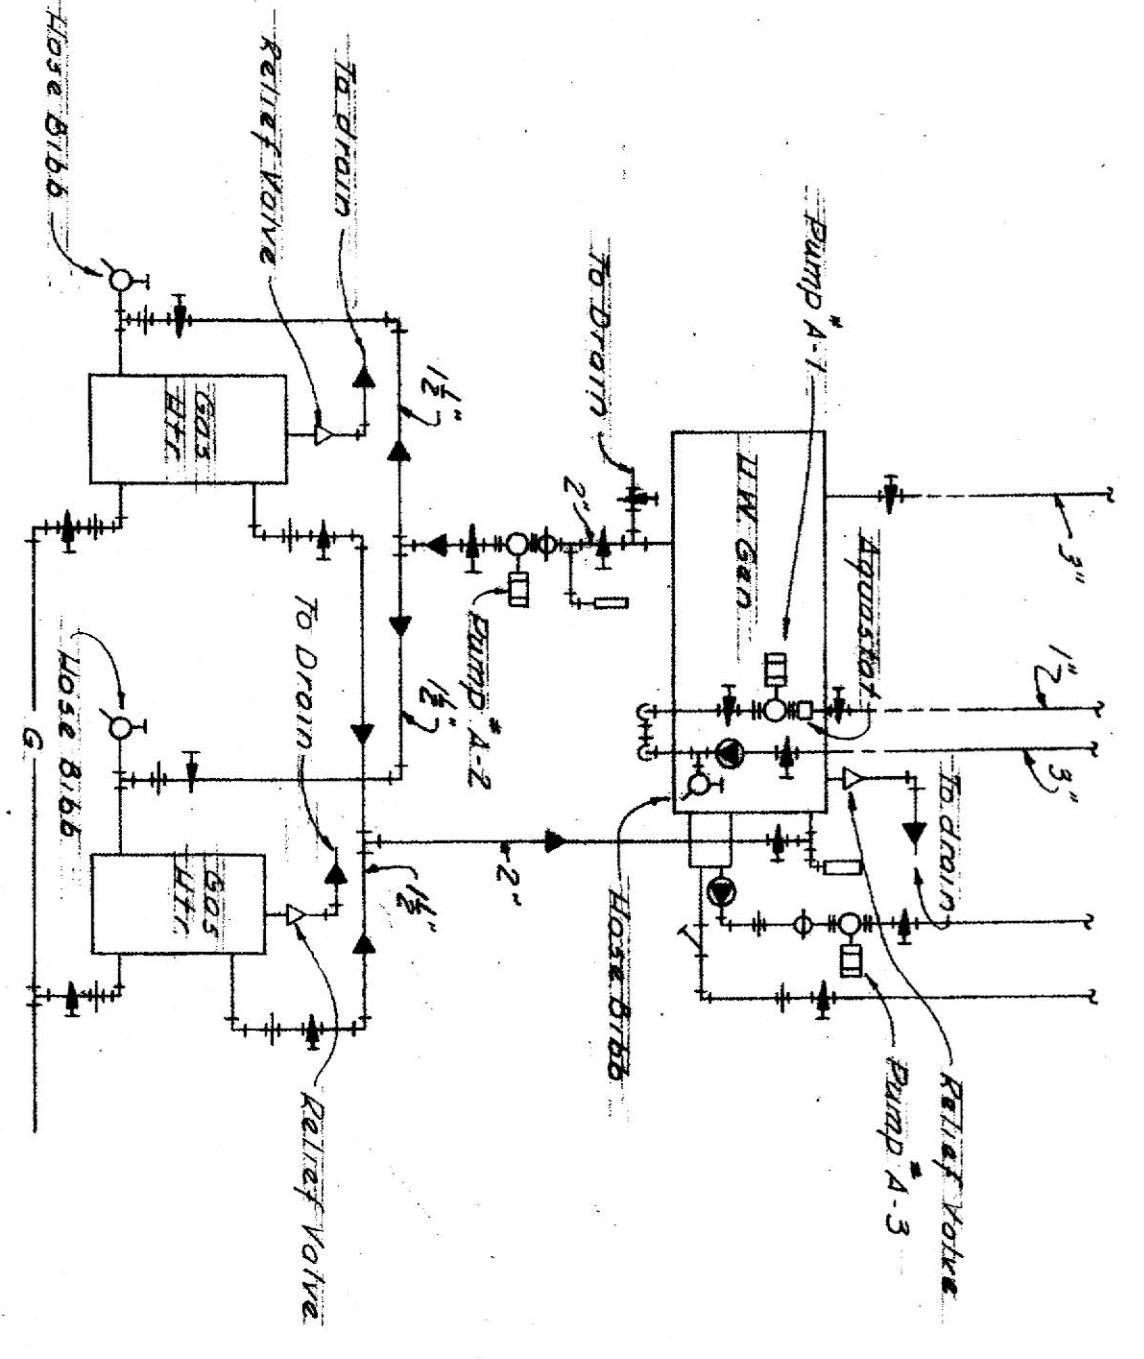 3"
1"
3"
Aquastat
Pump #A-1
H.W. Gen.
To drain
Relief Valve
Pump #A-3
To Drain
2"
Pump #A-2
Hose Bibb
1½"
1½"
2"
1½"
To drain
Relief Valve
To Drain
Relief Valve
Gas
Htr.
Gas
Htr.
Hose Bibb
Hose Bibb
G